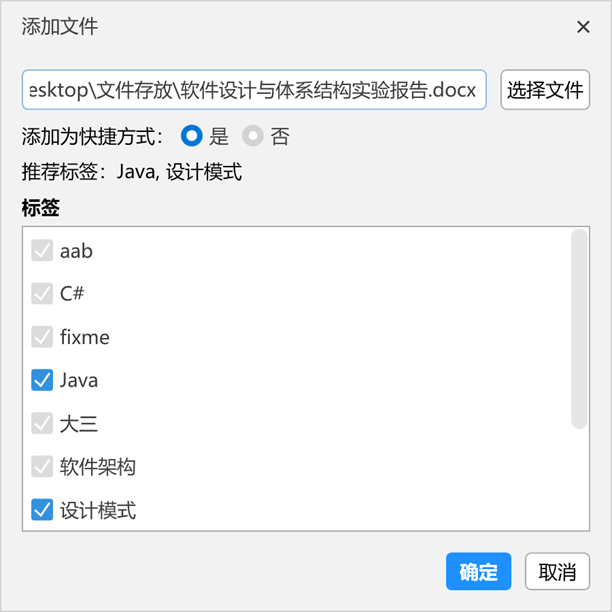 添加文件
esktop\文件存放\软件设计与体系结构实验报告.docx 选择文件
添加为快捷方式： 是 否
推荐标签：Java, 设计模式
标签
aab
C#
fixme
Java
大三
软件架构
设计模式
确定 取消